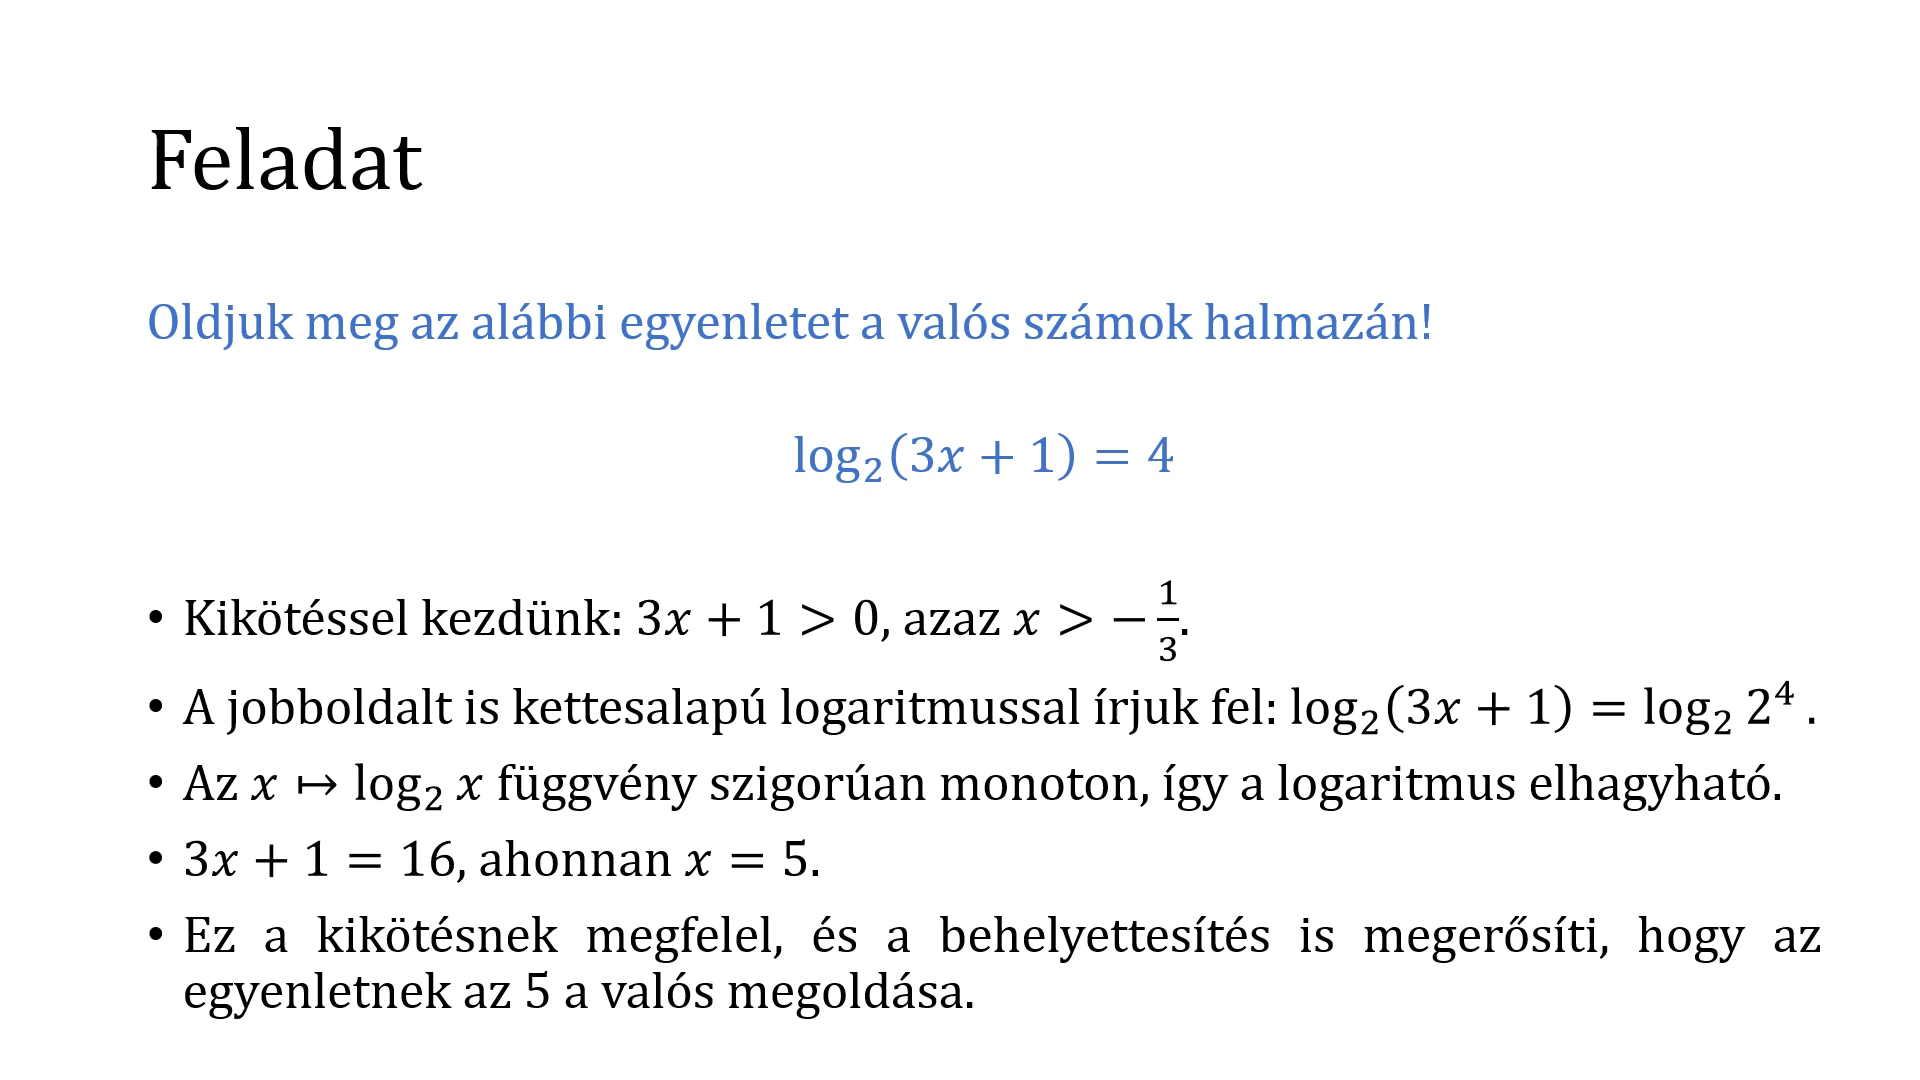 Feladat
Oldjuk meg az alábbi egyenletet a valós számok halmazán!
log₂(3x + 1) = 4
• Kikötéssel kezdünk: 3x + 1 > 0, azaz x > −1/3.
• A jobboldalt is kettesalapú logaritmussal írjuk fel: log₂(3x + 1) = log₂ 2⁴ .
• Az x ↦ log₂ x függvény szigorúan monoton, így a logaritmus elhagyható.
• 3x + 1 = 16, ahonnan x = 5.
• Ez a kikötésnek megfelel, és a behelyettesítés is megerősíti, hogy az
egyenletnek az 5 a valós megoldása.